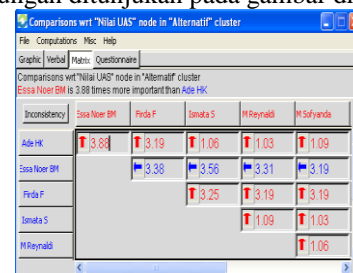 ungan ditunjukan pada gambar di
Comparisons wrt "Nilai UAS" node in "Alternatif" cluster
File Computations Misc Help
Graphic Verbal Matrix Questionnaire
Comparisons wrt "Nilai UAS" node in "Alternatif" cluster
Essa Noer BM is 3.88 times more important than Ade HK
Inconsistency Essa Noer BM Firda F Ismata S M Reynaldi M Sofyanda
Ade HK 3.88 3.19 1.06 1.03 1.09
Essa Noer BM 3.38 3.56 3.31 3.19
Firda F 3.25 3.19 3.19
Ismata S 1.09 1.03
M Reynaldi 1.06